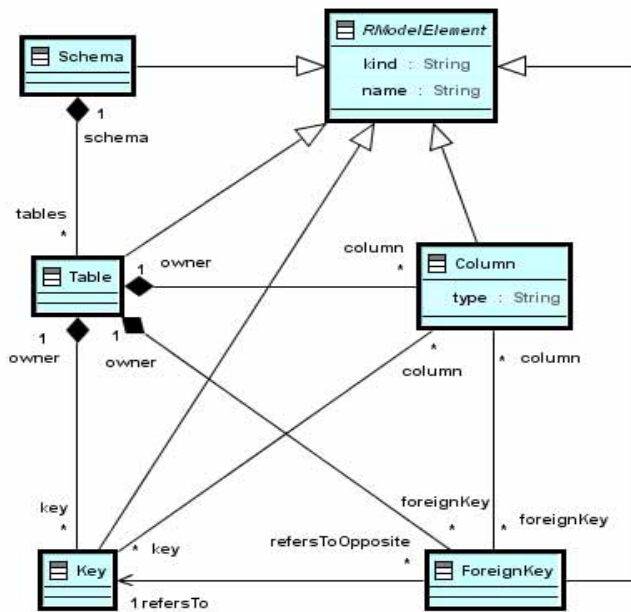 RModelElement
kind : String
name : String
Schema
1
schema
tables
*
Table
1
owner
column
*
Column
type : String
1
owner
1
owner
*
column
*
column
key
*
*
key
foreignKey
*
*
foreignKey
refersToOpposite
*
Key
1 refersTo
ForeignKey